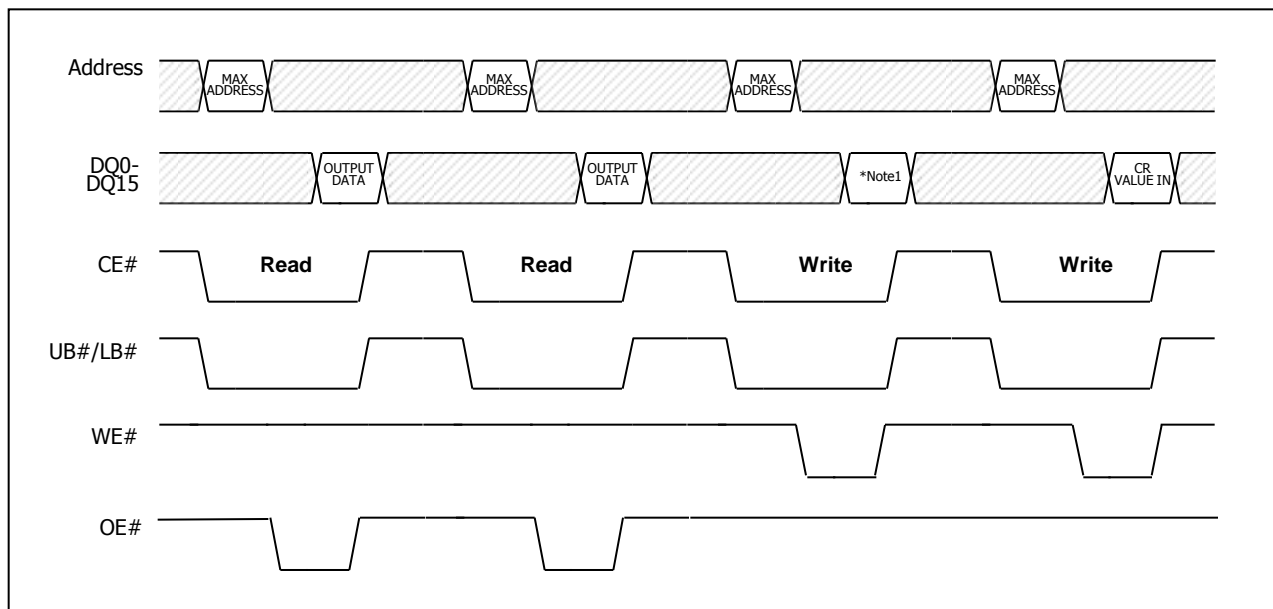 Address
MAX
ADDRESS
MAX
ADDRESS
MAX
ADDRESS
MAX
ADDRESS
DQ0-
DQ15
OUTPUT
DATA
OUTPUT
DATA
*Note1
CR
VALUE IN
CE#
Read
Read
Write
Write
UB#/LB#
WE#
OE#